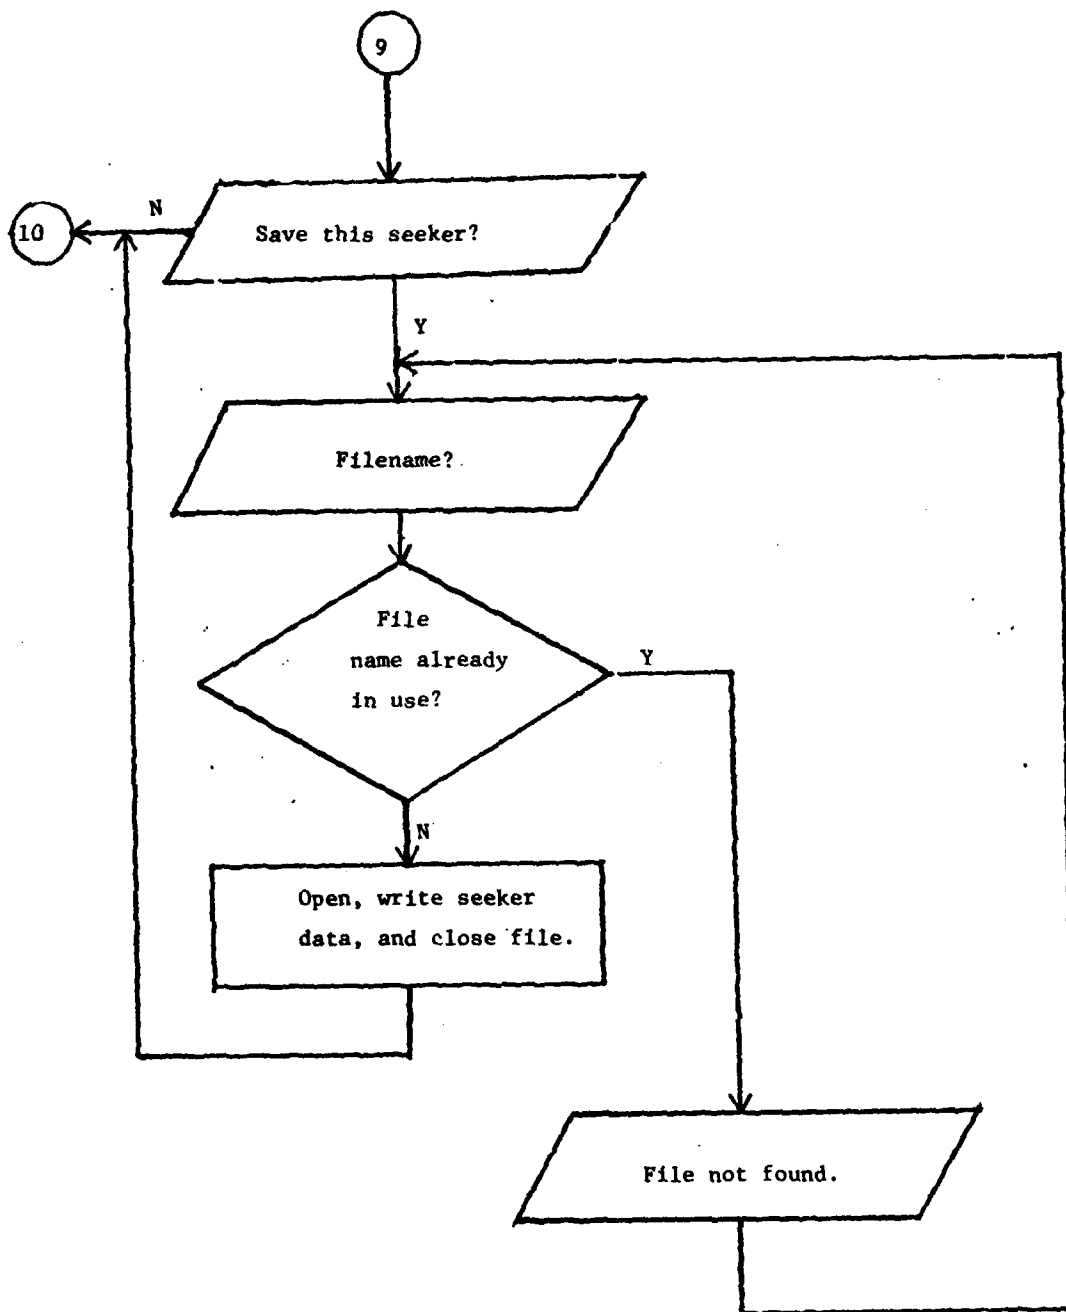 9
N
10
Save this seeker?
Y
Filename?
File
name already
in use?
Y
N
Open, write seeker
data, and close file.
File not found.